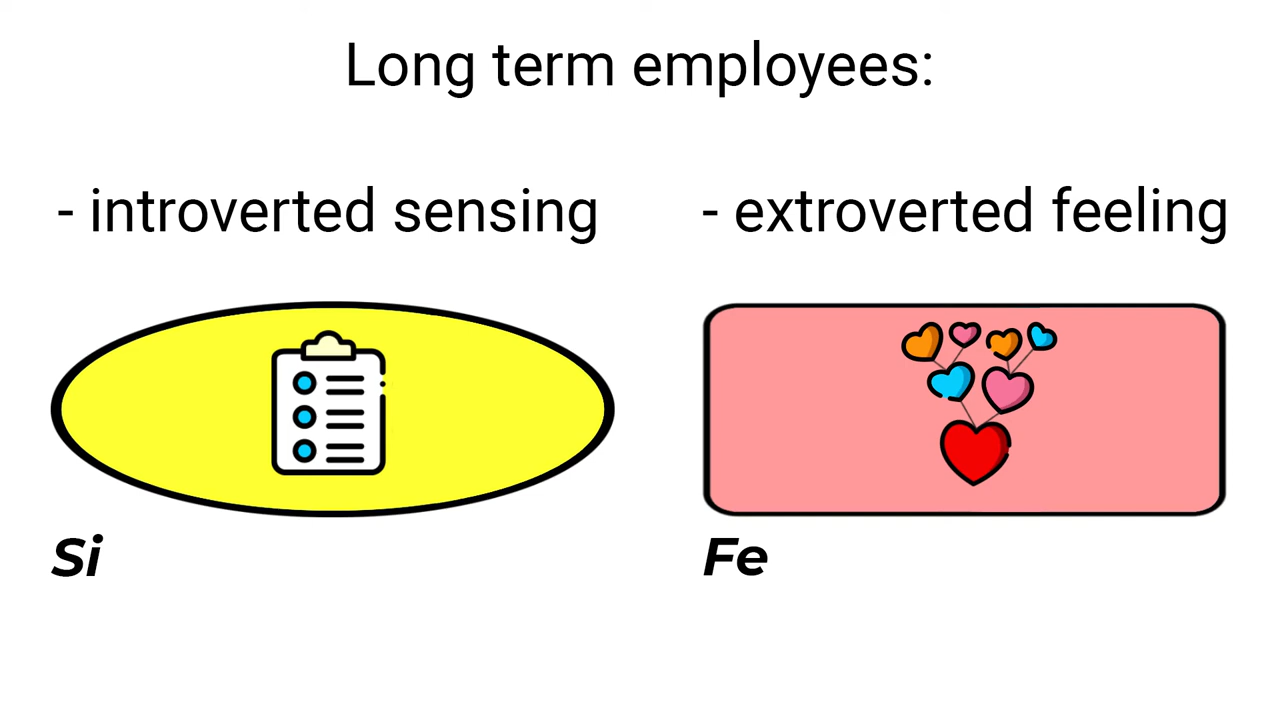 Long term employees:
- introverted sensing
- extroverted feeling
Si
Fe